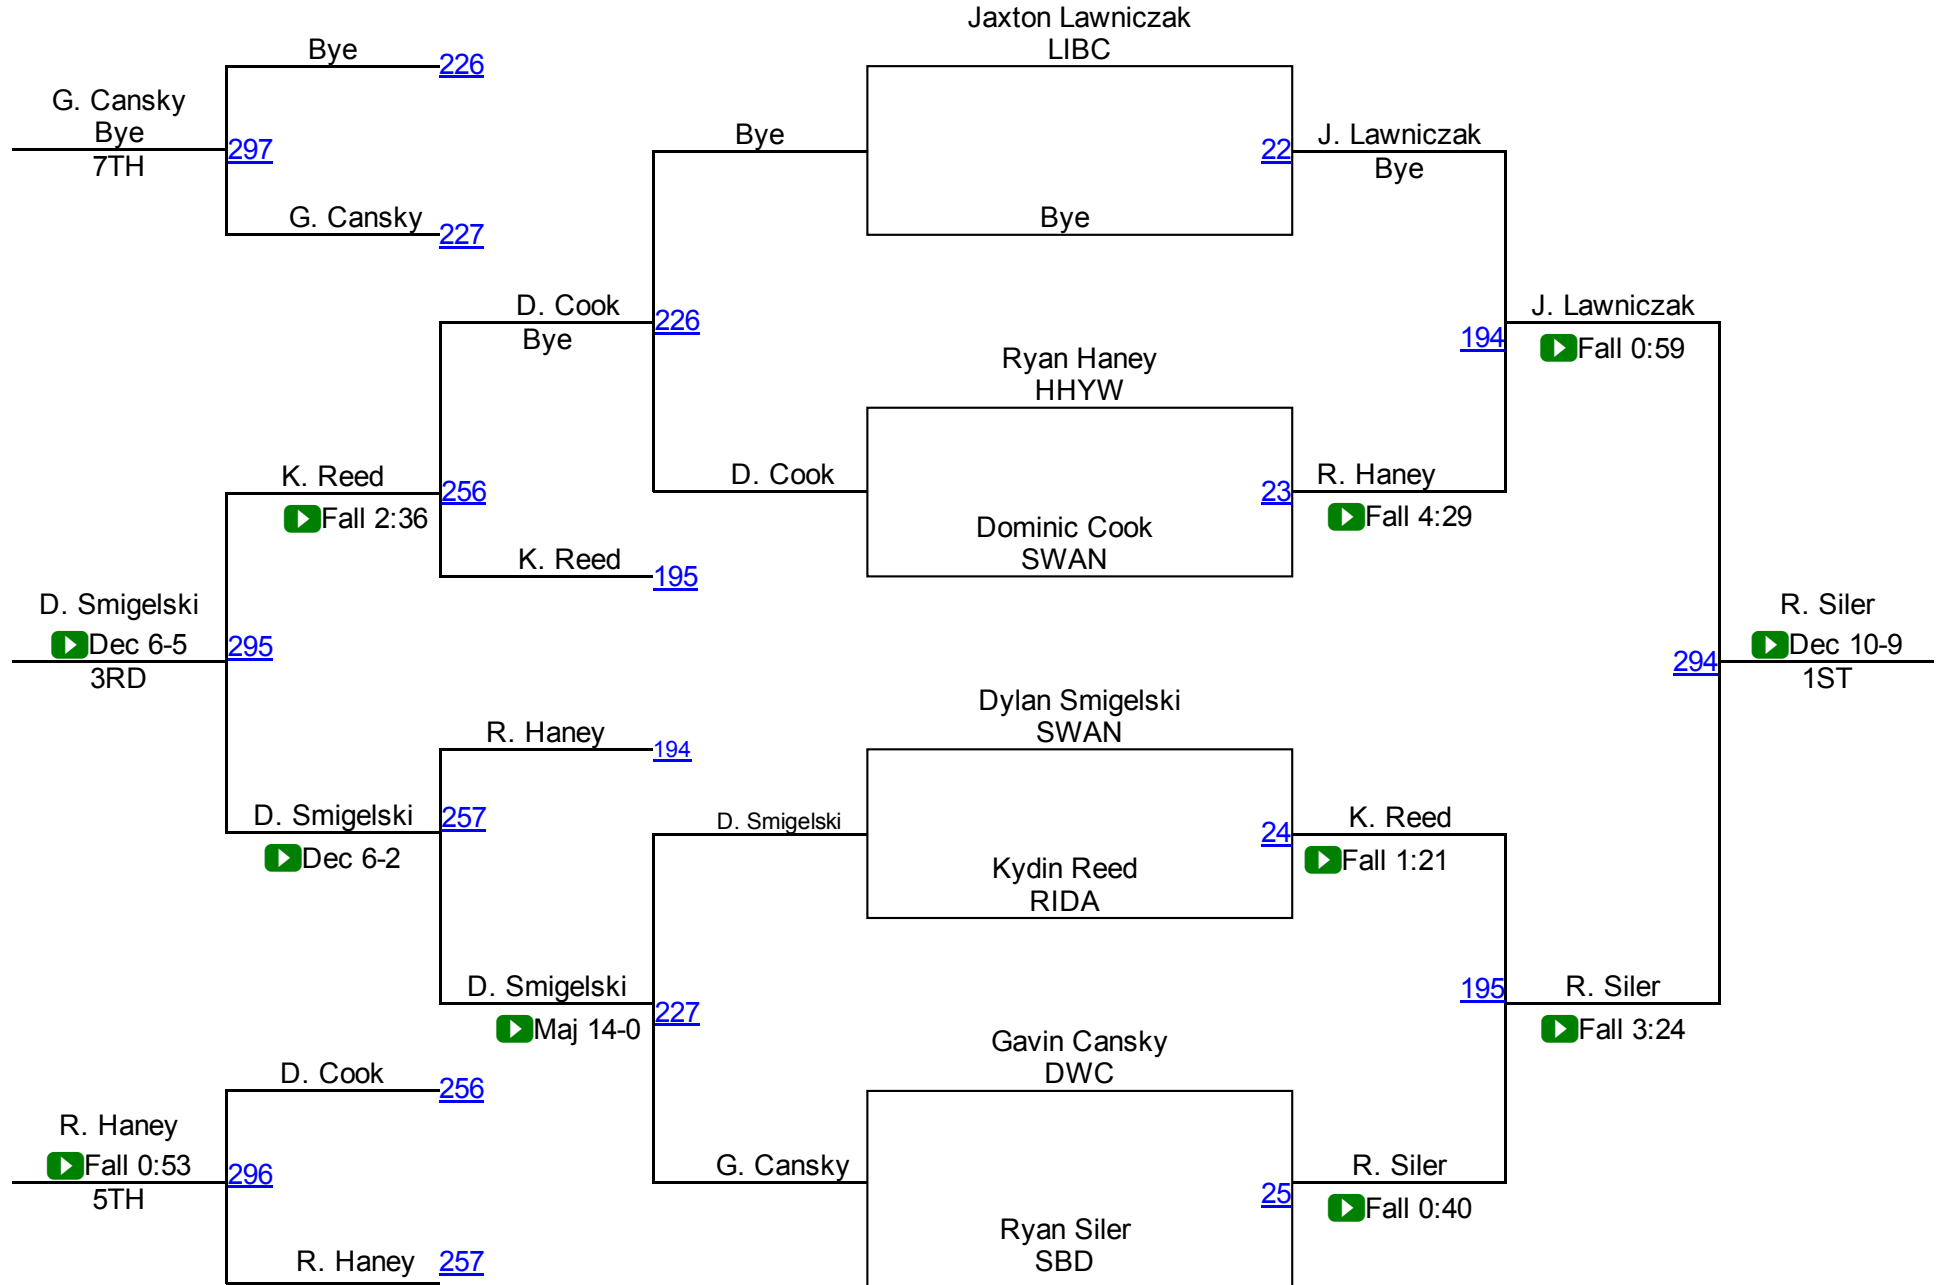 Jaxton Lawniczak
LIBC
Bye
226
G. Cansky
Bye
297
7TH
Bye
22
J. Lawniczak
Bye
G. Cansky
227
Bye
D. Cook
226
Bye
J. Lawniczak
194
Fall 0:59
Ryan Haney
HHYW
K. Reed
256
Fall 2:36
D. Cook
23
R. Haney
Fall 4:29
Dominic Cook
SWAN
K. Reed
195
D. Smigelski
Dec 6-5
295
3RD
R. Siler
Dec 10-9
294
1ST
Dylan Smigelski
SWAN
R. Haney
194
D. Smigelski
257
Dec 6-2
D. Smigelski
24
K. Reed
Fall 1:21
Kydin Reed
RIDA
D. Smigelski
227
Maj 14-0
195
R. Siler
Fall 3:24
Gavin Cansky
DWC
D. Cook
256
R. Haney
Fall 0:53
296
5TH
G. Cansky
25
R. Siler
Fall 0:40
Ryan Siler
SBD
R. Haney
257